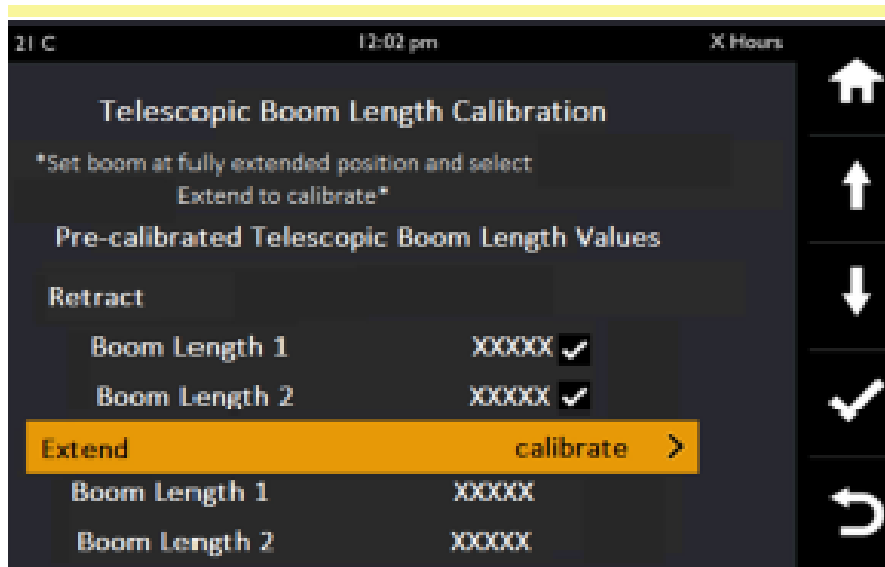 21 C 12:02 pm X Hours
Telescopic Boom Length Calibration
*Set boom at fully extended position and select
Extend to calibrate*
Pre-calibrated Telescopic Boom Length Values
Retract
Boom Length 1 XXXXX
Boom Length 2 XXXXX
Extend calibrate >
Boom Length 1 XXXXX
Boom Length 2 XXXXX